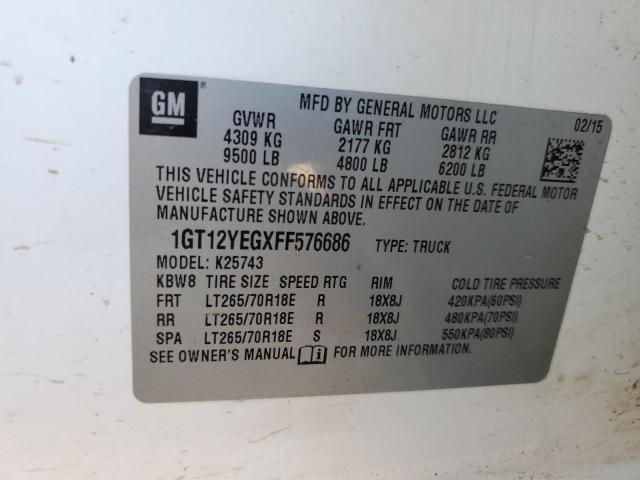 GM ®
MFD BY GENERAL MOTORS LLC
02/15
GVWR GAWR FRT GAWR RR
4309 KG 2177 KG 2812 KG
9500 LB 4800 LB 6200 LB
THIS VEHICLE CONFORMS TO ALL APPLICABLE U.S. FEDERAL MOTOR
VEHICLE SAFETY STANDARDS IN EFFECT ON THE DATE OF
MANUFACTURE SHOWN ABOVE.
1GT12YEGXFF576686 TYPE: TRUCK
MODEL: K25743
KBW8 TIRE SIZE SPEED RTG RIM COLD TIRE PRESSURE
FRT LT265/70R18E R 18X8J 420KPA(60PSI)
RR LT265/70R18E R 18X8J 480KPA(70PSI)
SPA LT265/70R18E S 18X8J 550KPA(80PSI)
SEE OWNER'S MANUAL FOR MORE INFORMATION.